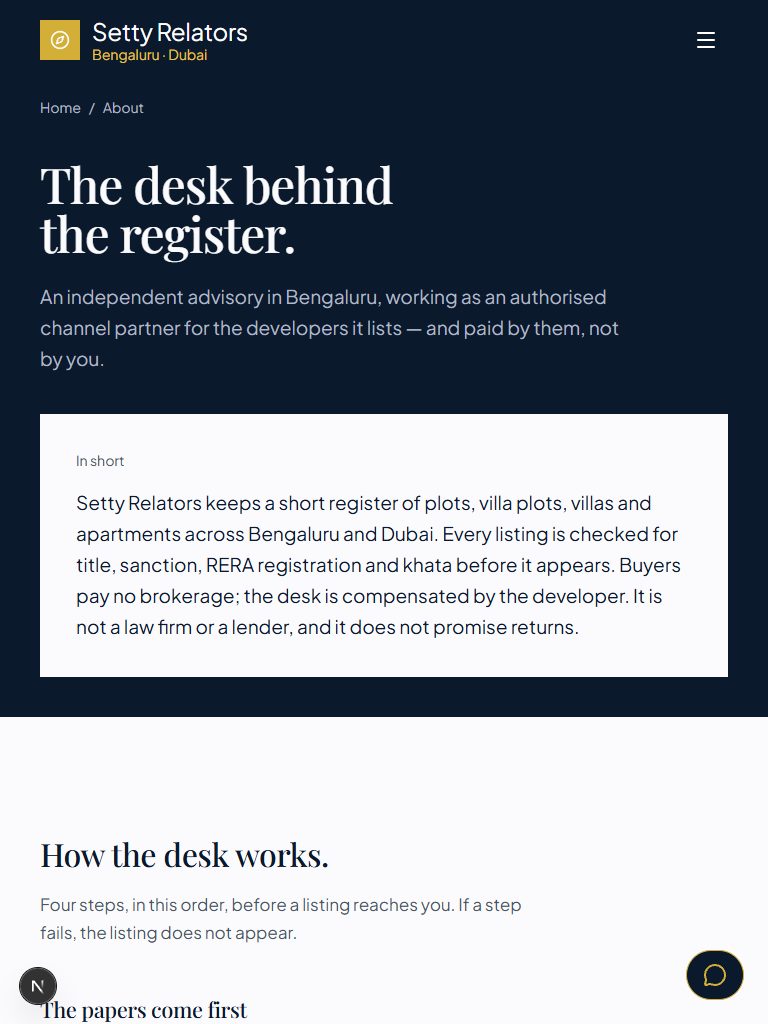 Setty Relators
Bengaluru · Dubai
Home / About
The desk behind
the register.
An independent advisory in Bengaluru, working as an authorised
channel partner for the developers it lists — and paid by them, not
by you.
In short
Setty Relators keeps a short register of plots, villa plots, villas and
apartments across Bengaluru and Dubai. Every listing is checked for
title, sanction, RERA registration and khata before it appears. Buyers
pay no brokerage; the desk is compensated by the developer. It is
not a law firm or a lender, and it does not promise returns.
How the desk works.
Four steps, in this order, before a listing reaches you. If a step
fails, the listing does not appear.
N
The papers come first